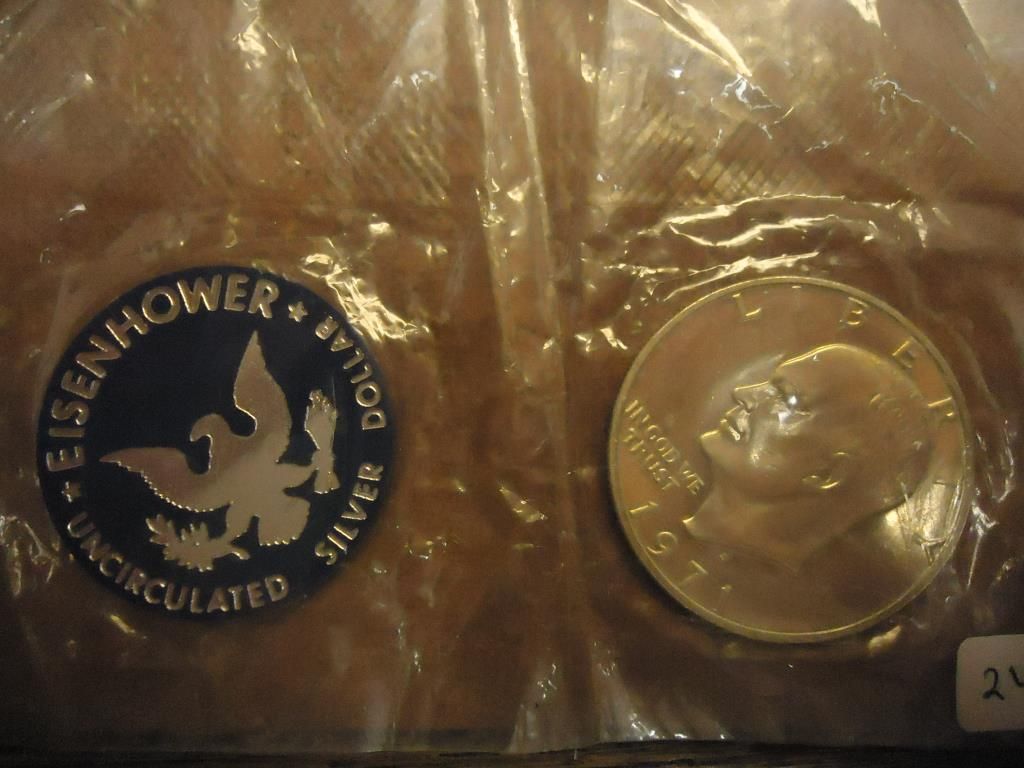 ★ EISENHOWER ★
UNCIRCULATED
SILVER DOLLAR
LIBERTY
IN GOD WE
TRUST
1971